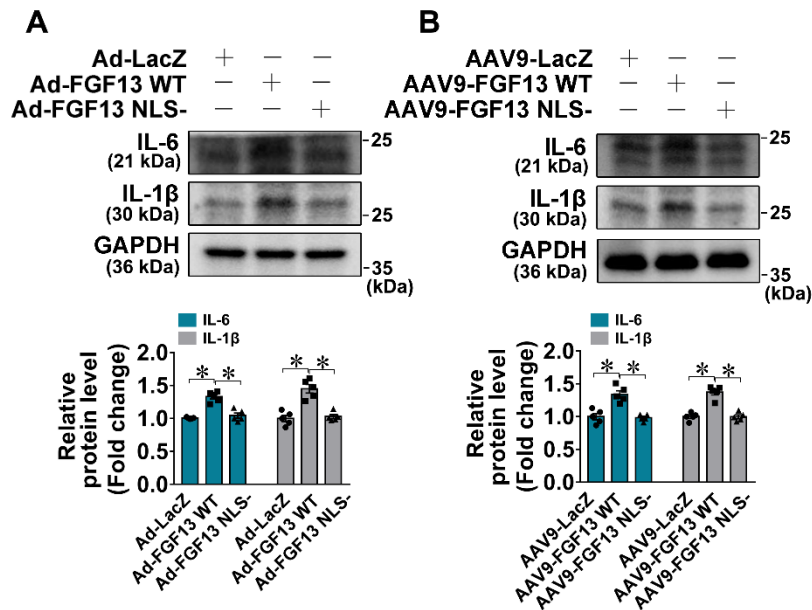 A
Ad-LacZ + — —
Ad-FGF13 WT — + —
Ad-FGF13 NLS- — — +
IL-6
(21 kDa)
25
IL-1β
(30 kDa)
25
GAPDH
(36 kDa)
35
(kDa)
IL-6
IL-1β
Relative
protein level
(Fold change)
2.0
1.5
1.0
0.5
0.0
* * * *
Ad-LacZ
Ad-FGF13 WT
Ad-FGF13 NLS-
Ad-LacZ
Ad-FGF13 WT
Ad-FGF13 NLS-
B
AAV9-LacZ + — —
AAV9-FGF13 WT — + —
AAV9-FGF13 NLS- — — +
IL-6
(21 kDa)
25
IL-1β
(30 kDa)
25
GAPDH
(36 kDa)
35
(kDa)
IL-6
IL-1β
Relative
protein level
(Fold change)
2.0
1.5
1.0
0.5
0.0
* * * *
AAV9-LacZ
AAV9-FGF13 WT
AAV9-FGF13 NLS-
AAV9-LacZ
AAV9-FGF13 WT
AAV9-FGF13 NLS-